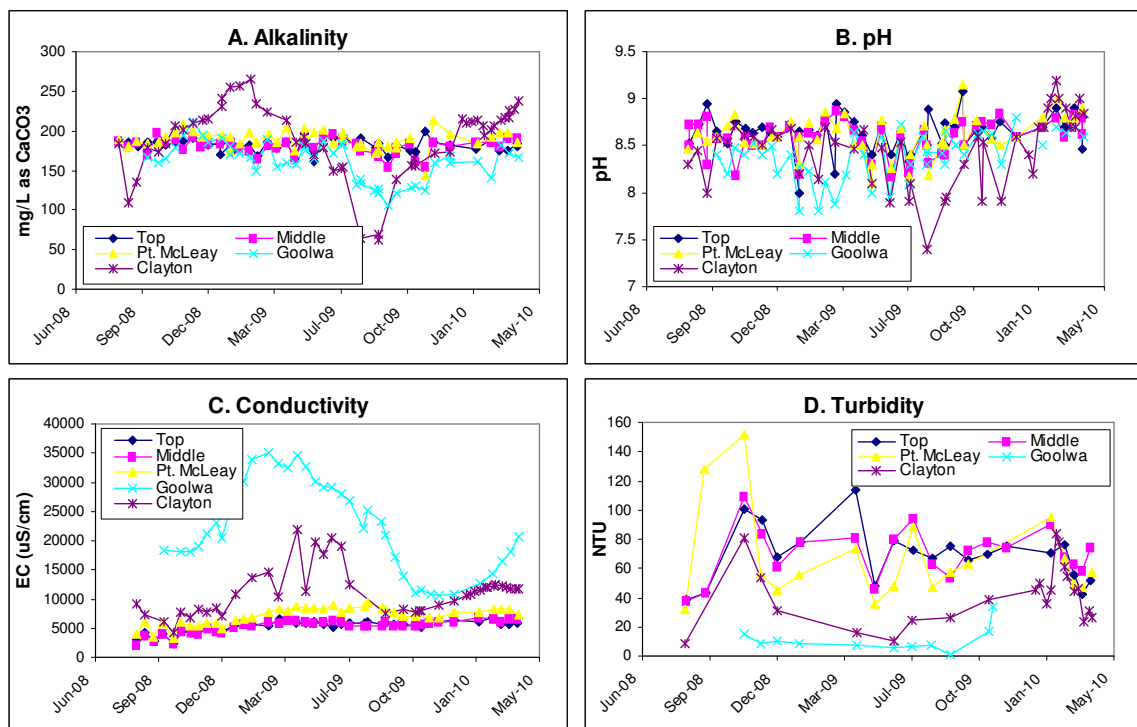 A. Alkalinity
300
250
200
150
100
50
0
mg/L as CaCO3
Top
Middle
Pt. McLeay
Goolwa
Clayton
Jun-08
Sep-08
Dec-08
Mar-09
Jul-09
Oct-09
Jan-10
May-10
B. pH
9.5
9
8.5
8
7.5
7
pH
Top
Middle
Pt. McLeay
Goolwa
Clayton
Jun-08
Sep-08
Dec-08
Mar-09
Jul-09
Oct-09
Jan-10
May-10
C. Conductivity
40000
35000
30000
25000
20000
15000
10000
5000
0
EC (uS/cm)
Top
Middle
Pt. McLeay
Goolwa
Clayton
Jun-08
Sep-08
Dec-08
Mar-09
Jul-09
Oct-09
Jan-10
May-10
D. Turbidity
160
140
120
100
80
60
40
20
0
NTU
Top
Middle
Pt. McLeay
Goolwa
Clayton
Jun-08
Sep-08
Dec-08
Mar-09
Jul-09
Oct-09
Jan-10
May-10